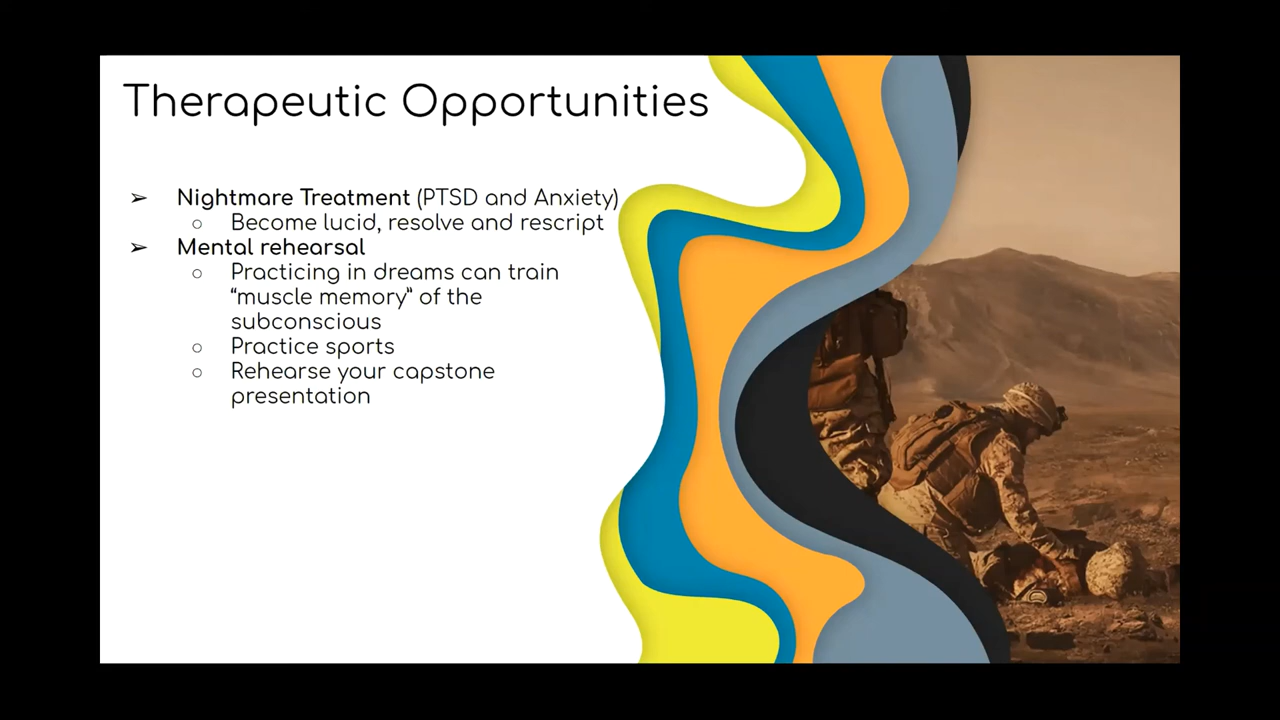 Therapeutic Opportunities
➢ Nightmare Treatment (PTSD and Anxiety)
○ Become lucid, resolve and rescript
➢ Mental rehearsal
○ Practicing in dreams can train
“muscle memory” of the
subconscious
○ Practice sports
○ Rehearse your capstone
presentation